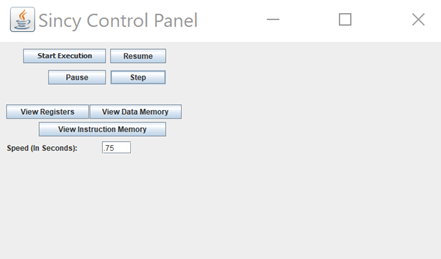 Sincy Control Panel
Start Execution Resume
Pause Step
View Registers View Data Memory
View Instruction Memory
Speed (In Seconds): .75